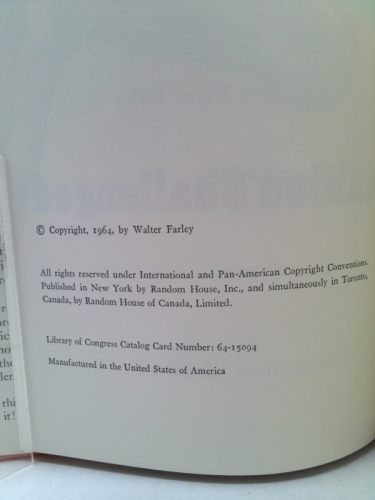 © Copyright, 1964, by Walter Farley
All rights reserved under International and Pan-American Copyright Conventions.
Published in New York by Random House, Inc., and simultaneously in Toronto,
Canada, by Random House of Canada, Limited.
Library of Congress Catalog Card Number: 64-15094
Manufactured in the United States of America
thi
it!